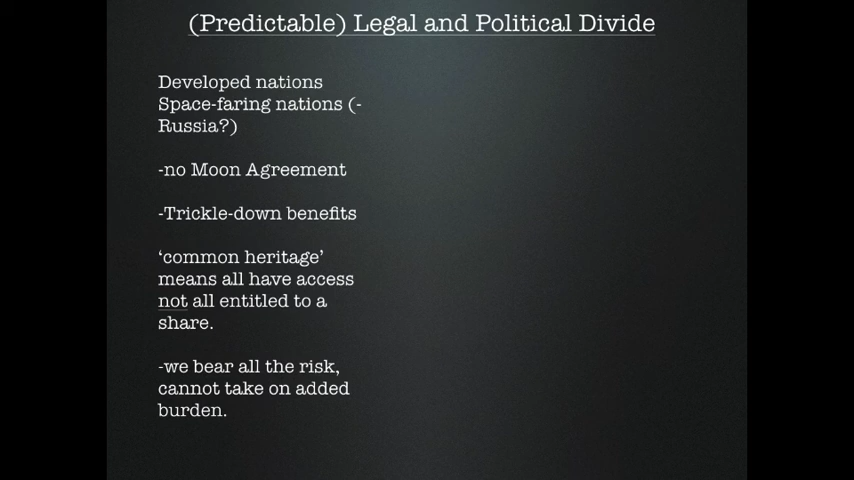 (Predictable) Legal and Political Divide
Developed nations
Space-faring nations (-
Russia?)
-no Moon Agreement
-Trickle-down benefits
‘common heritage’
means all have access
not all entitled to a
share.
-we bear all the risk,
cannot take on added
burden.